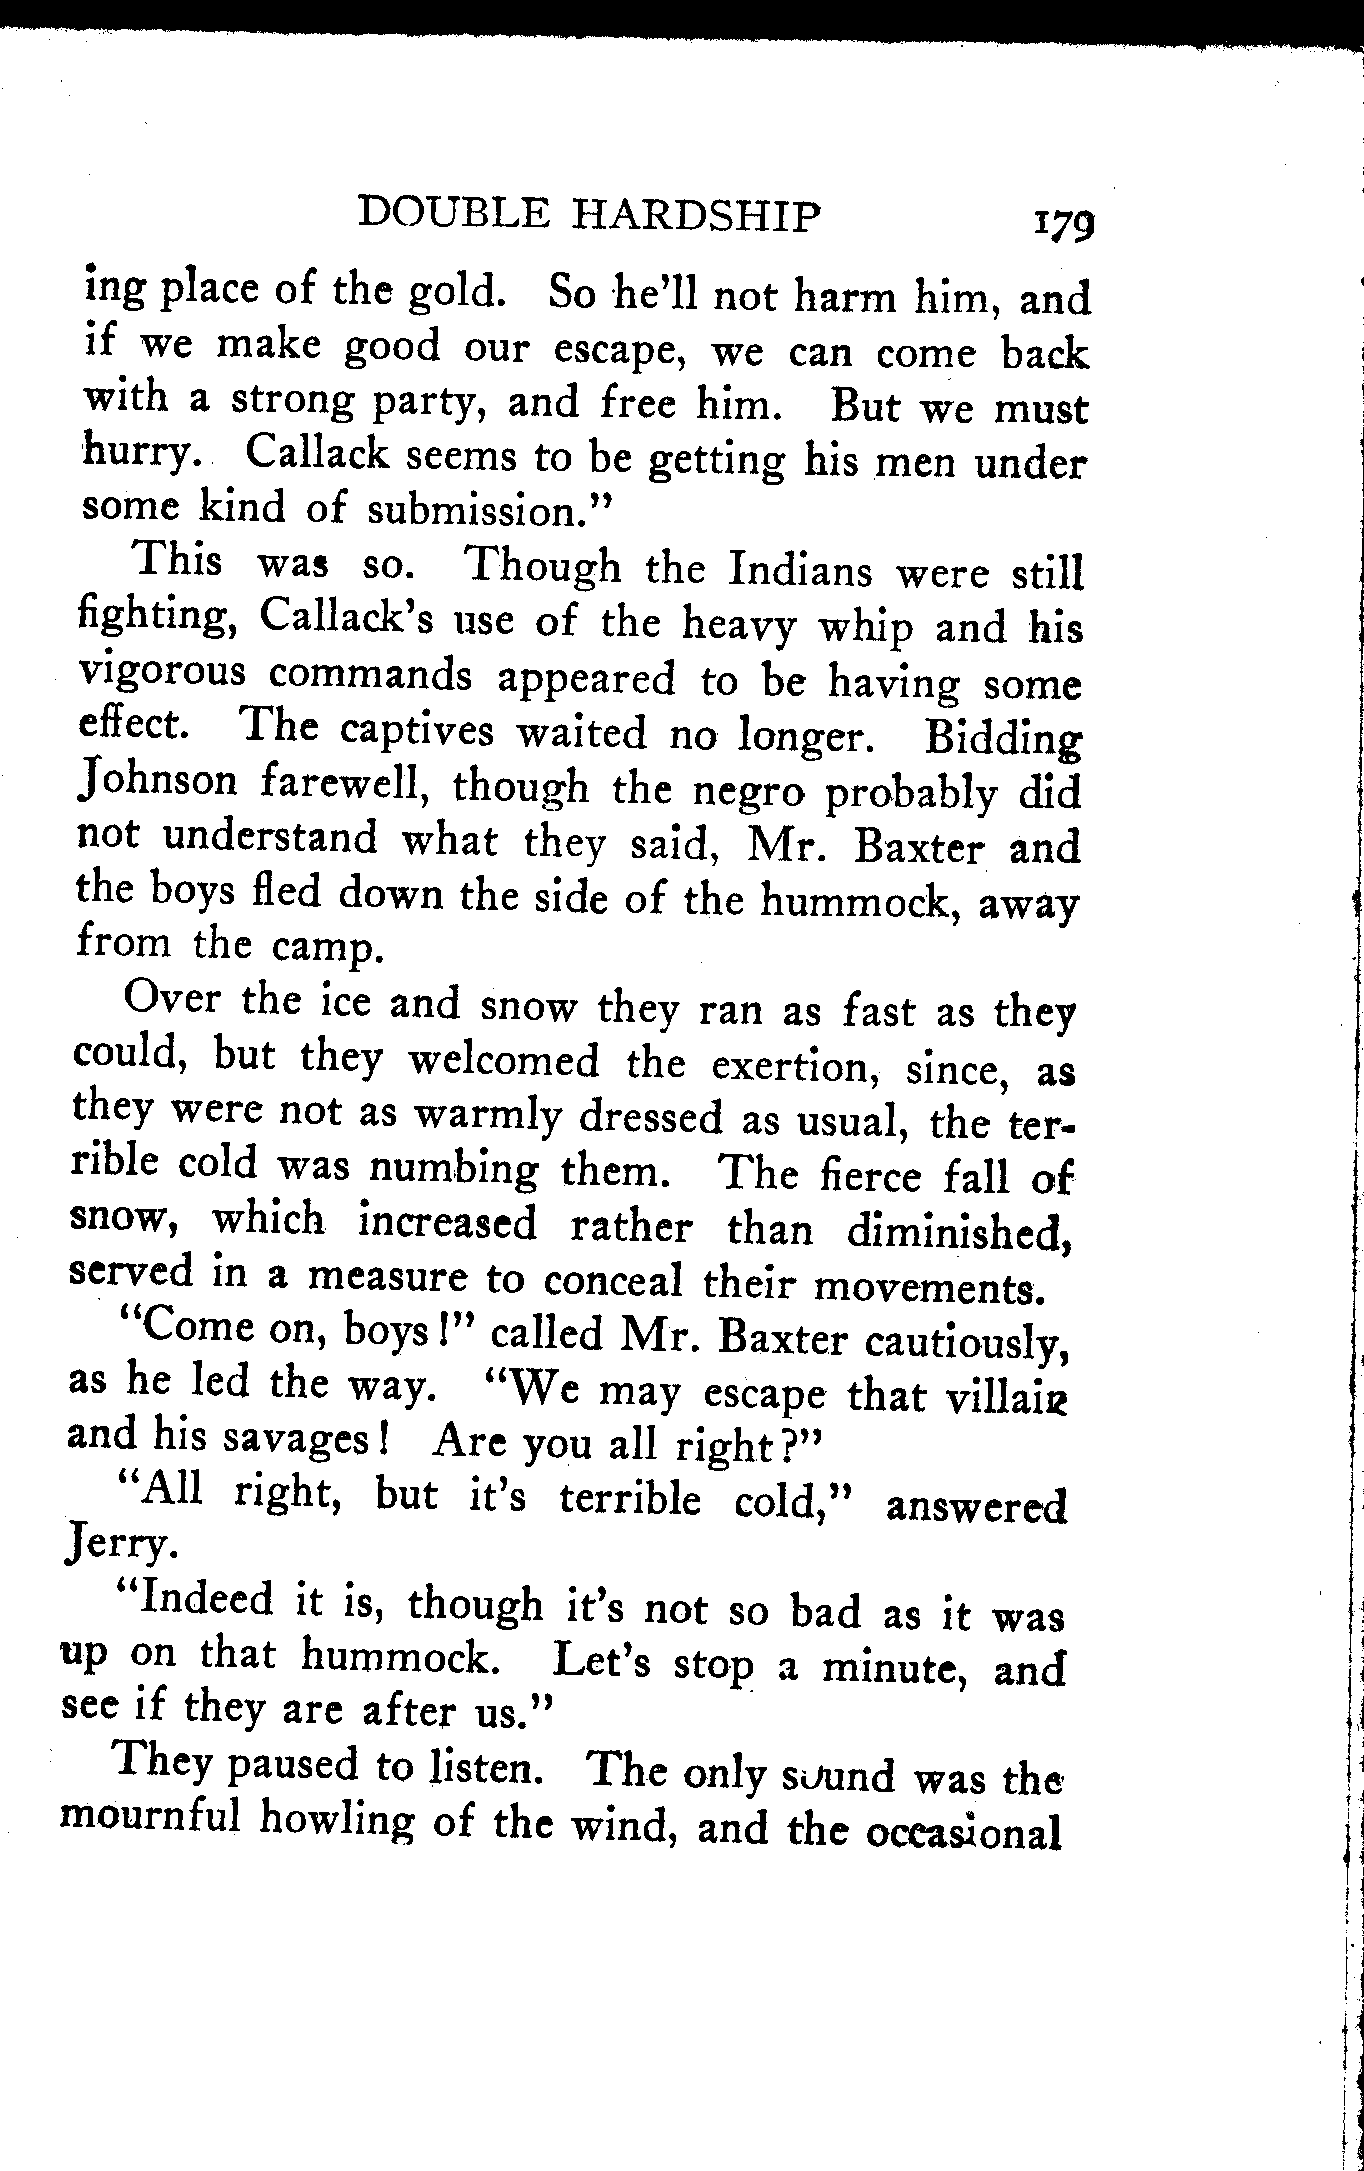 DOUBLE HARDSHIP 179
ing place of the gold. So he'll not harm him, and
if we make good our escape, we can come back
with a strong party, and free him. But we must
hurry. Callack seems to be getting his men under
some kind of submission."
This was so. Though the Indians were still
fighting, Callack's use of the heavy whip and his
vigorous commands appeared to be having some
effect. The captives waited no longer. Bidding
Johnson farewell, though the negro probably did
not understand what they said, Mr. Baxter and
the boys fled down the side of the hummock, away
from the camp.
Over the ice and snow they ran as fast as they
could, but they welcomed the exertion, since, as
they were not as warmly dressed as usual, the ter-
rible cold was numbing them. The fierce fall of
snow, which increased rather than diminished,
served in a measure to conceal their movements.
"Come on, boys!" called Mr. Baxter cautiously,
as he led the way. "We may escape that villain
and his savages! Are you all right?"
"All right, but it's terrible cold," answered
Jerry.
"Indeed it is, though it's not so bad as it was
up on that hummock. Let's stop a minute, and
see if they are after us."
They paused to listen. The only sound was the
mournful howling of the wind, and the occasional